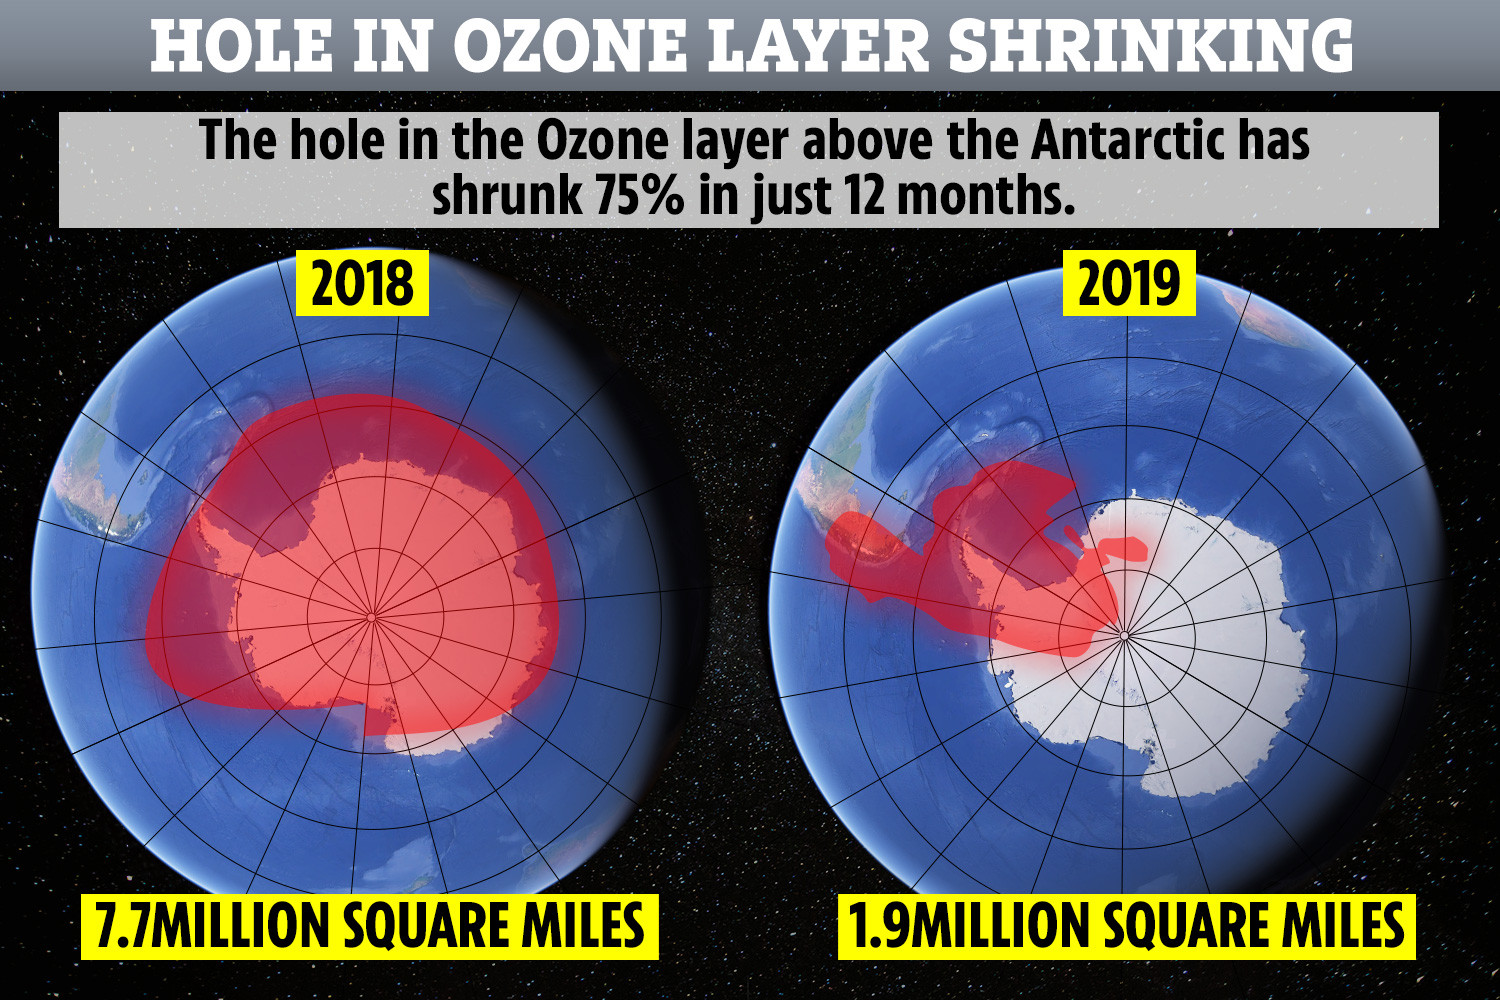 HOLE IN OZONE LAYER SHRINKING
The hole in the Ozone layer above the Antarctic has
shrunk 75% in just 12 months.
2018
2019
7.7MILLION SQUARE MILES
1.9MILLION SQUARE MILES